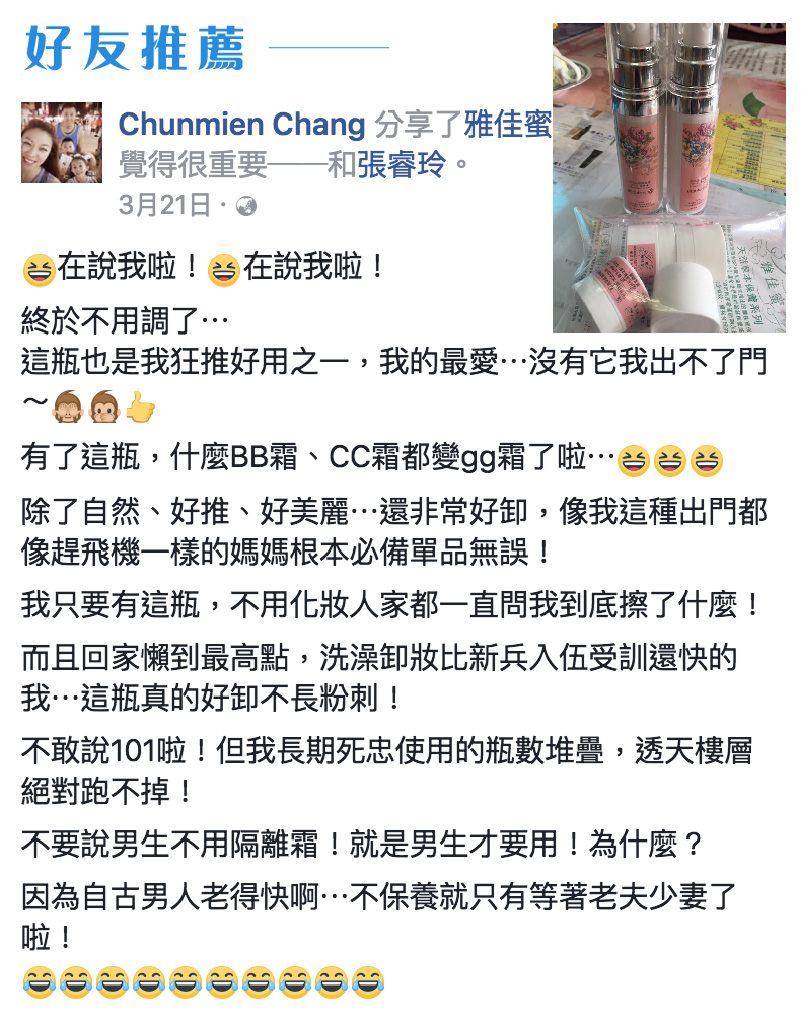 好友推薦
Chunmien Chang 分享了雅佳蜜
覺得很重要——和張睿玲。
3月21日 ·
😆在說我啦！😆在說我啦！
終於不用調了⋯
這瓶也是我狂推好用之一，我的最愛⋯沒有它我出不了門
～🙈🙊👍
有了這瓶，什麼BB霜、CC霜都變gg霜了啦⋯😆😆😆
除了自然、好推、好美麗⋯還非常好卸，像我這種出門都
像趕飛機一樣的媽媽根本必備單品無誤！
我只要有這瓶，不用化妝人家都一直問我到底擦了什麼！
而且回家懶到最高點，洗澡卸妝比新兵入伍受訓還快的
我⋯這瓶真的好卸不長粉刺！
不敢說101啦！但我長期死忠使用的瓶數堆疊，透天樓層
絕對跑不掉！
不要說男生不用隔離霜！就是男生才要用！為什麼？
因為自古男人老得快啊⋯不保養就只有等著老夫少妻了
啦！
😂😂😂😂😂😂😂😂😂😂
雅佳蜜